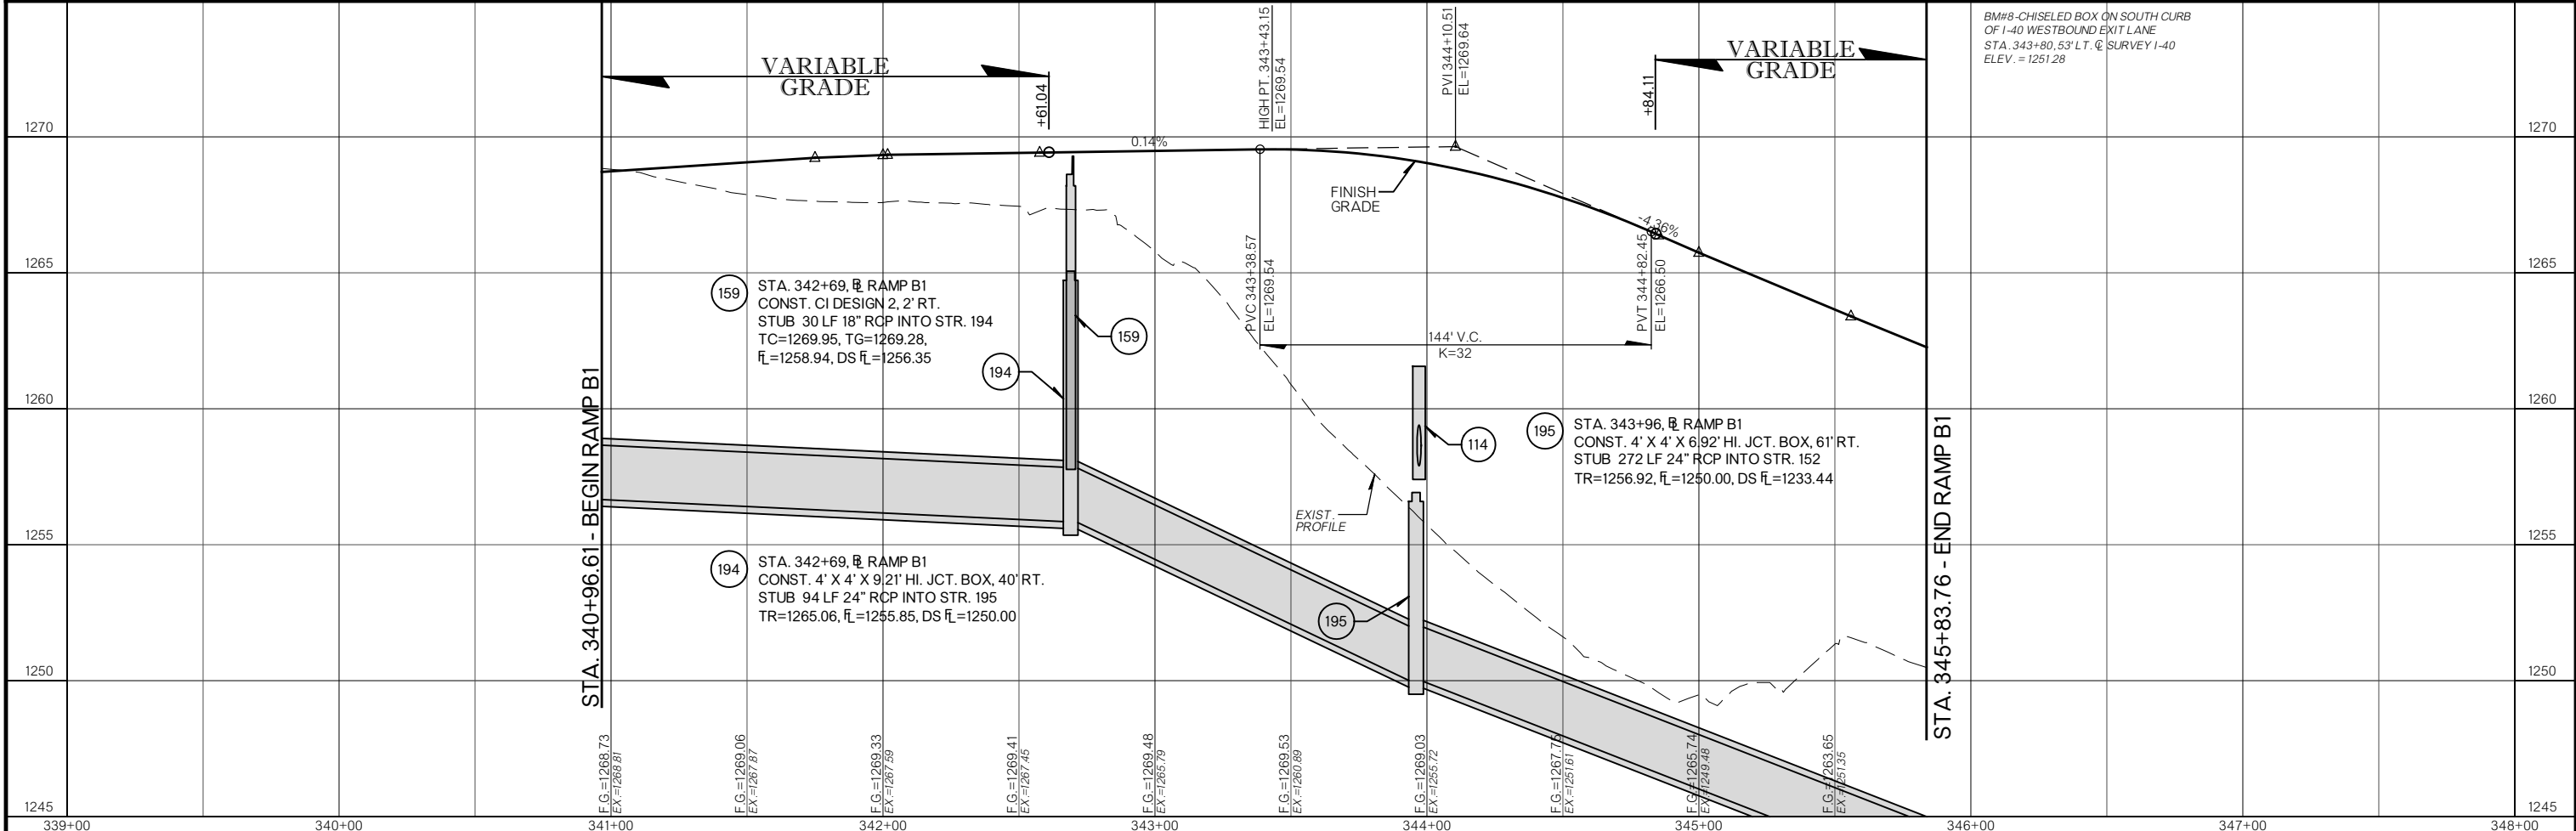 BM#8-CHISELED BOX ON SOUTH CURB
OF I-40 WESTBOUND EXIT LANE
STA. 343+80, 53' LT. ℄ SURVEY I-40
ELEV. = 1251.28
VARIABLE
GRADE
+61.04
HIGH PT. 343+43.15
EL=1269.54
PVI 344+10.51
EL=1269.64
+84.11
VARIABLE
GRADE
1270
1270
0.14%
FINISH
GRADE
-4.36%
1265
1265
159
STA. 342+69, BL RAMP B1
CONST. CI DESIGN 2, 2' RT.
STUB 30 LF 18" RCP INTO STR. 194
TC=1269.95, TG=1269.28,
FL=1258.94, DS FL=1256.35
159
194
PVC 343+38.57
EL=1269.54
PVT 344+82.45
EL=1266.50
144' V.C.
K=32
1260
1260
114
195
STA. 343+96, BL RAMP B1
CONST. 4' X 4' X 6.92' HI. JCT. BOX, 61' RT.
STUB 272 LF 24" RCP INTO STR. 152
TR=1256.92, FL=1250.00, DS FL=1233.44
EXIST.
PROFILE
1255
1255
194
STA. 342+69, BL RAMP B1
CONST. 4' X 4' X 9.21' HI. JCT. BOX, 40' RT.
STUB 94 LF 24" RCP INTO STR. 195
TR=1265.06, FL=1255.85, DS FL=1250.00
195
STA. 340+96.61 - BEGIN RAMP B1
STA. 345+83.76 - END RAMP B1
1250
1250
F.G.=1268.73
EX.=1268.81
F.G.=1269.06
EX.=1267.87
F.G.=1269.33
EX.=1267.59
F.G.=1269.41
EX.=1267.45
F.G.=1269.48
EX.=1265.79
F.G.=1269.53
EX.=1260.89
F.G.=1269.03
EX.=1255.72
F.G.=1267.75
EX.=1251.61
F.G.=1265.74
EX.=1249.48
F.G.=1263.65
EX.=1251.35
1245
1245
339+00 340+00 341+00 342+00 343+00 344+00 345+00 346+00 347+00 348+00